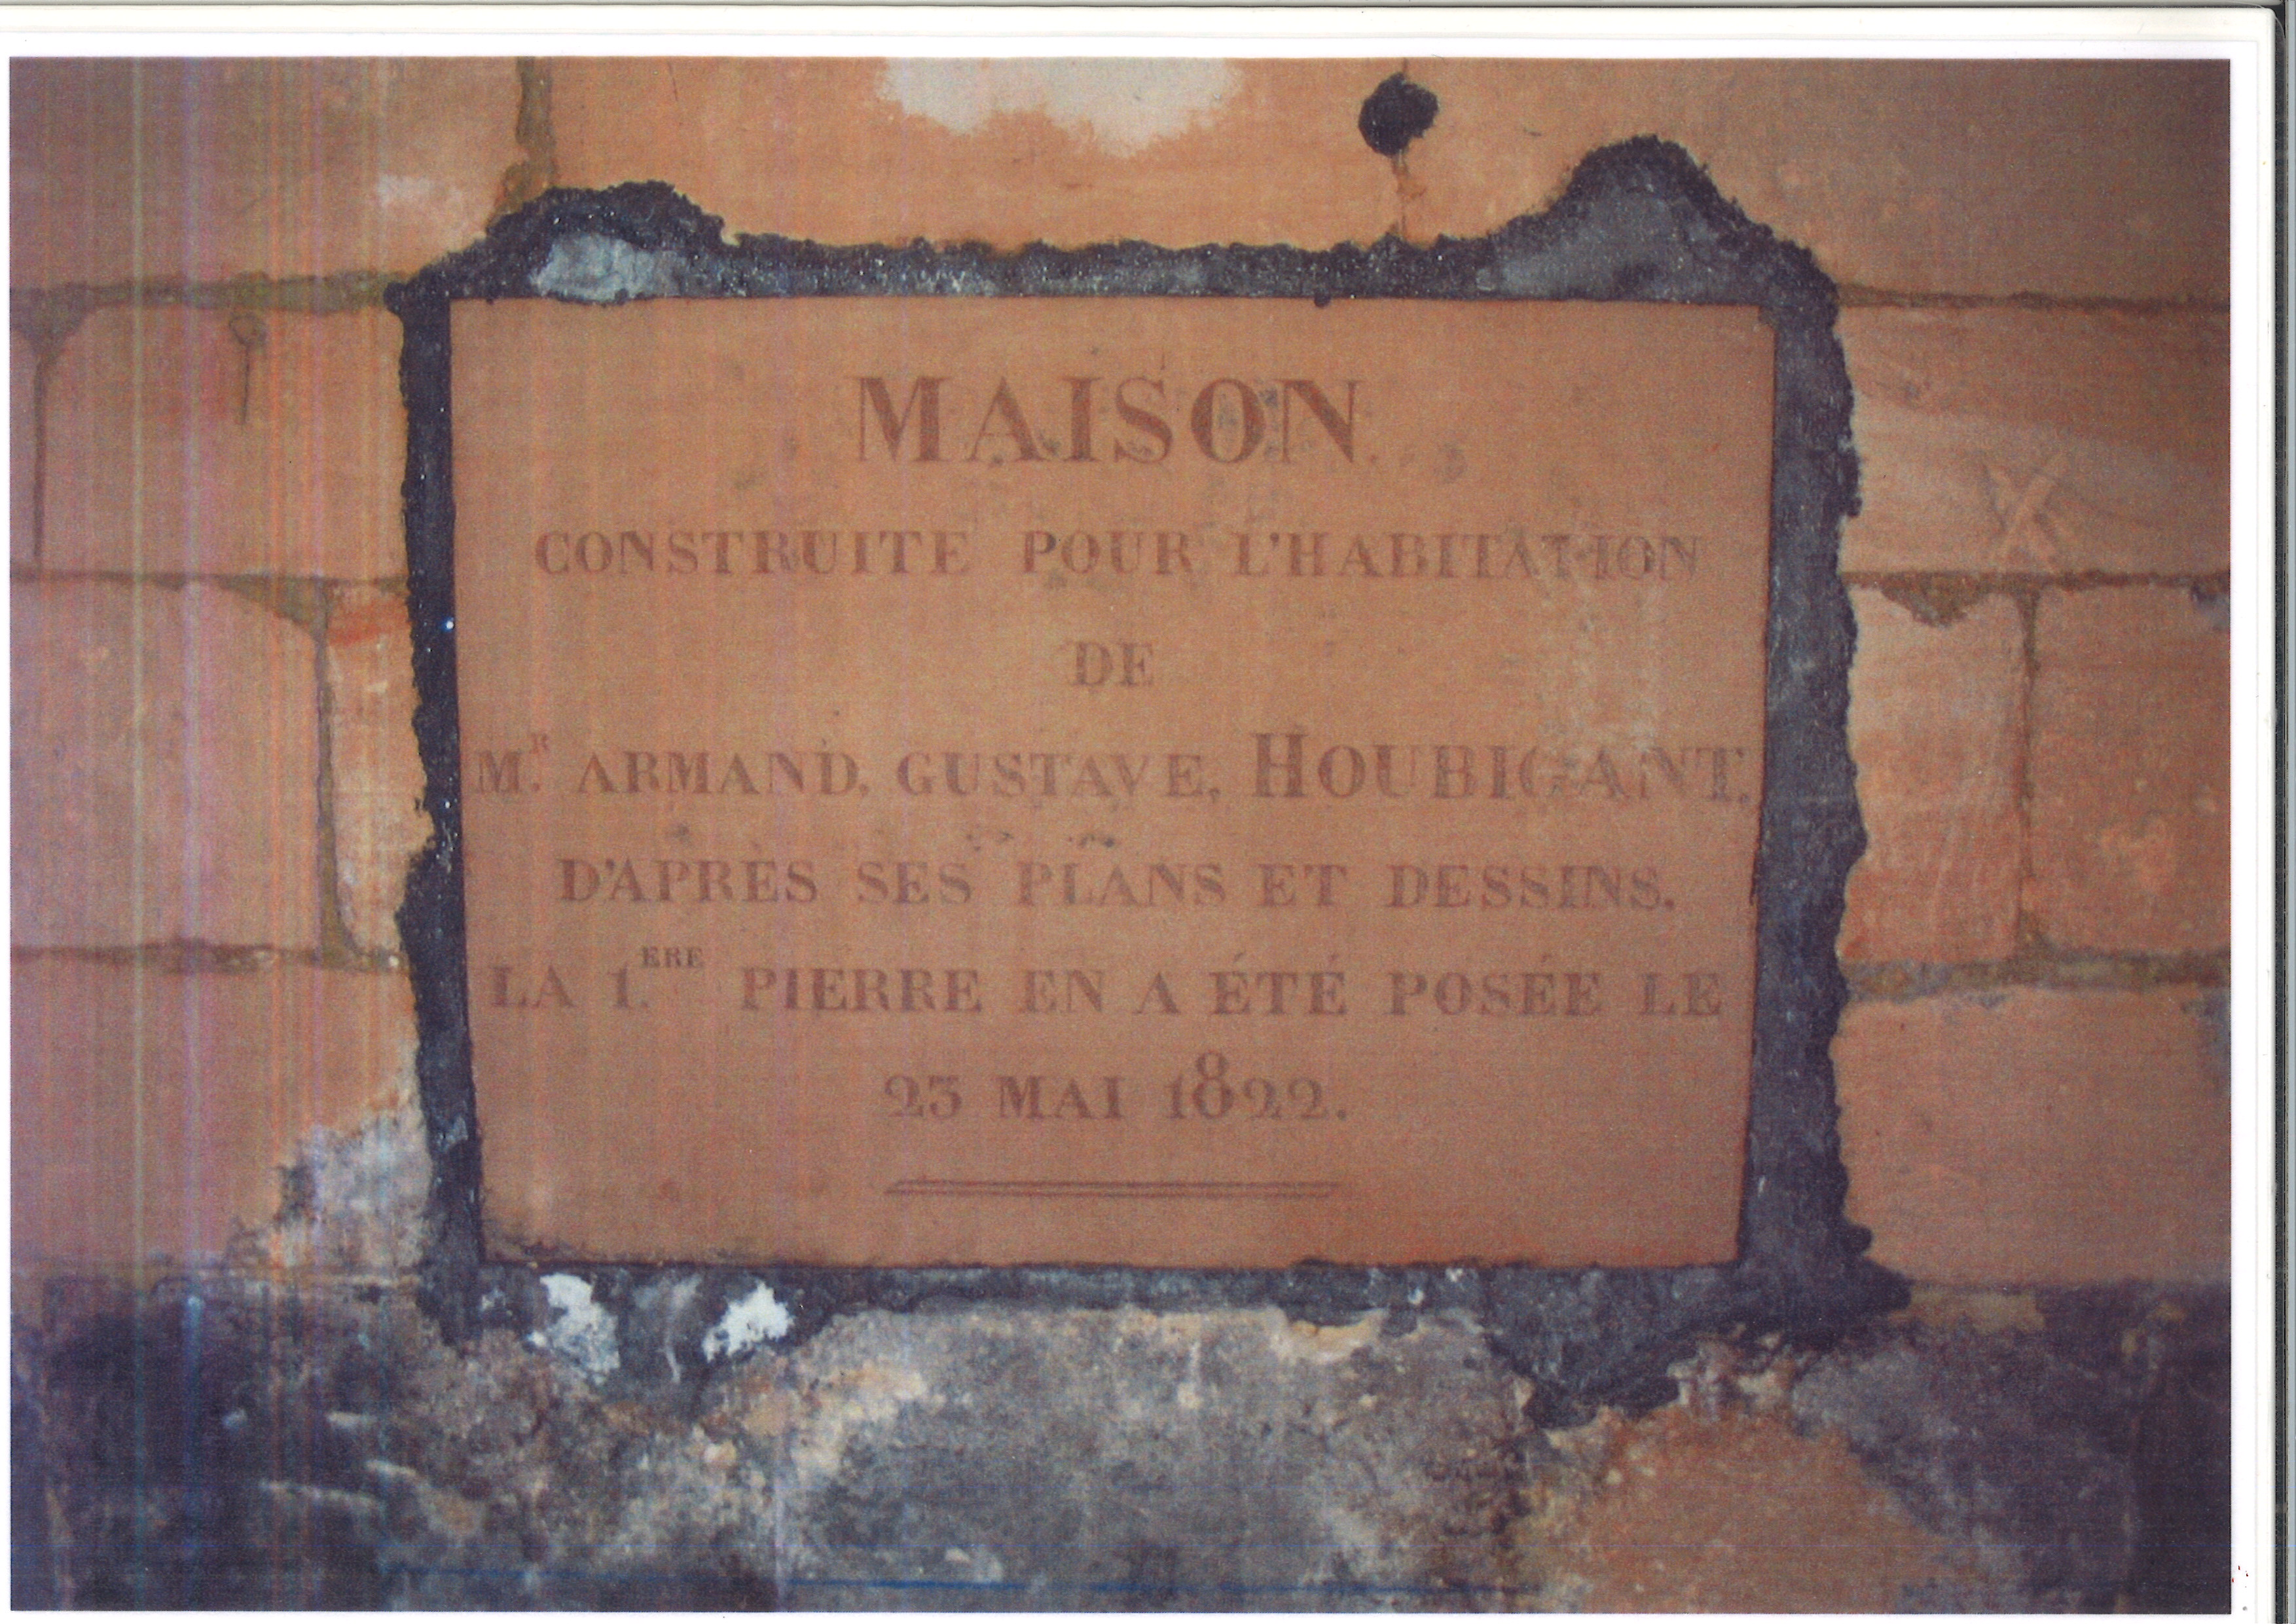 MAISON
CONSTRUITE POUR L'HABITATION
DE
M.R ARMAND, GUSTAVE, HOUBIGANT,
D'APRÈS SES PLANS ET DESSINS.
LA 1.ERE PIERRE EN A ÉTÉ POSÉE LE
23 MAI 1822.